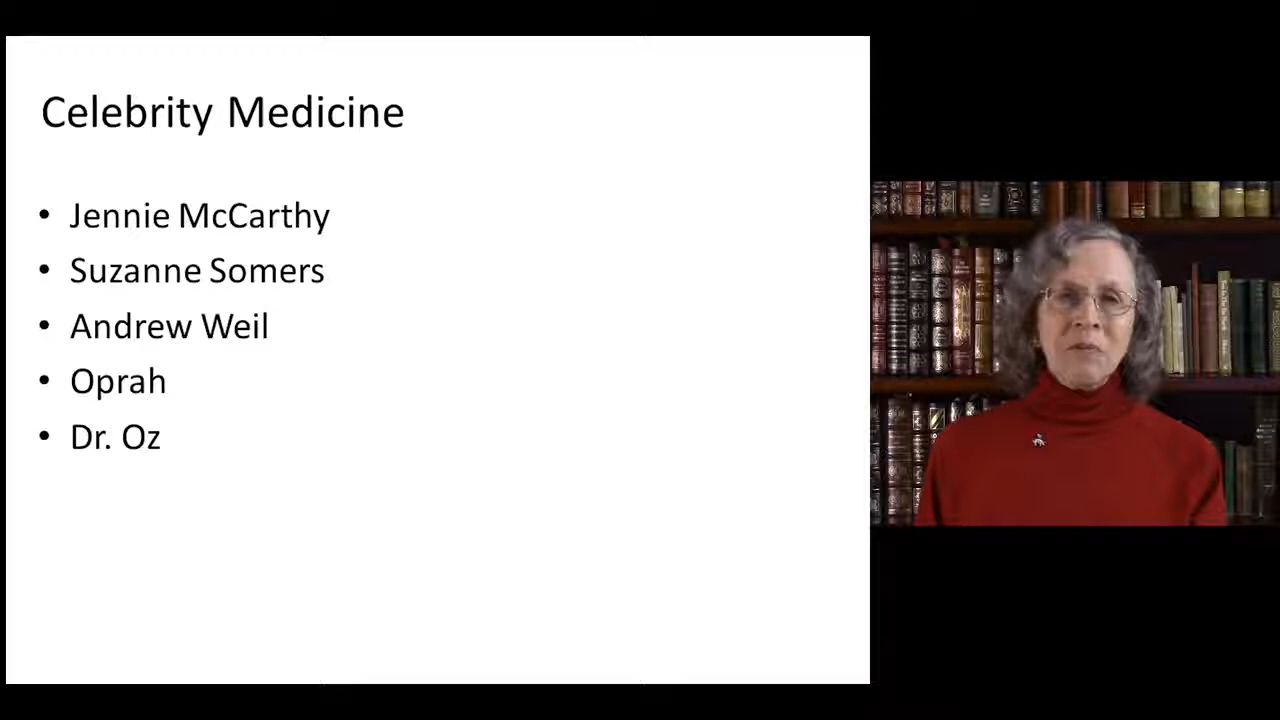 Celebrity Medicine
• Jennie McCarthy
• Suzanne Somers
• Andrew Weil
• Oprah
• Dr. Oz